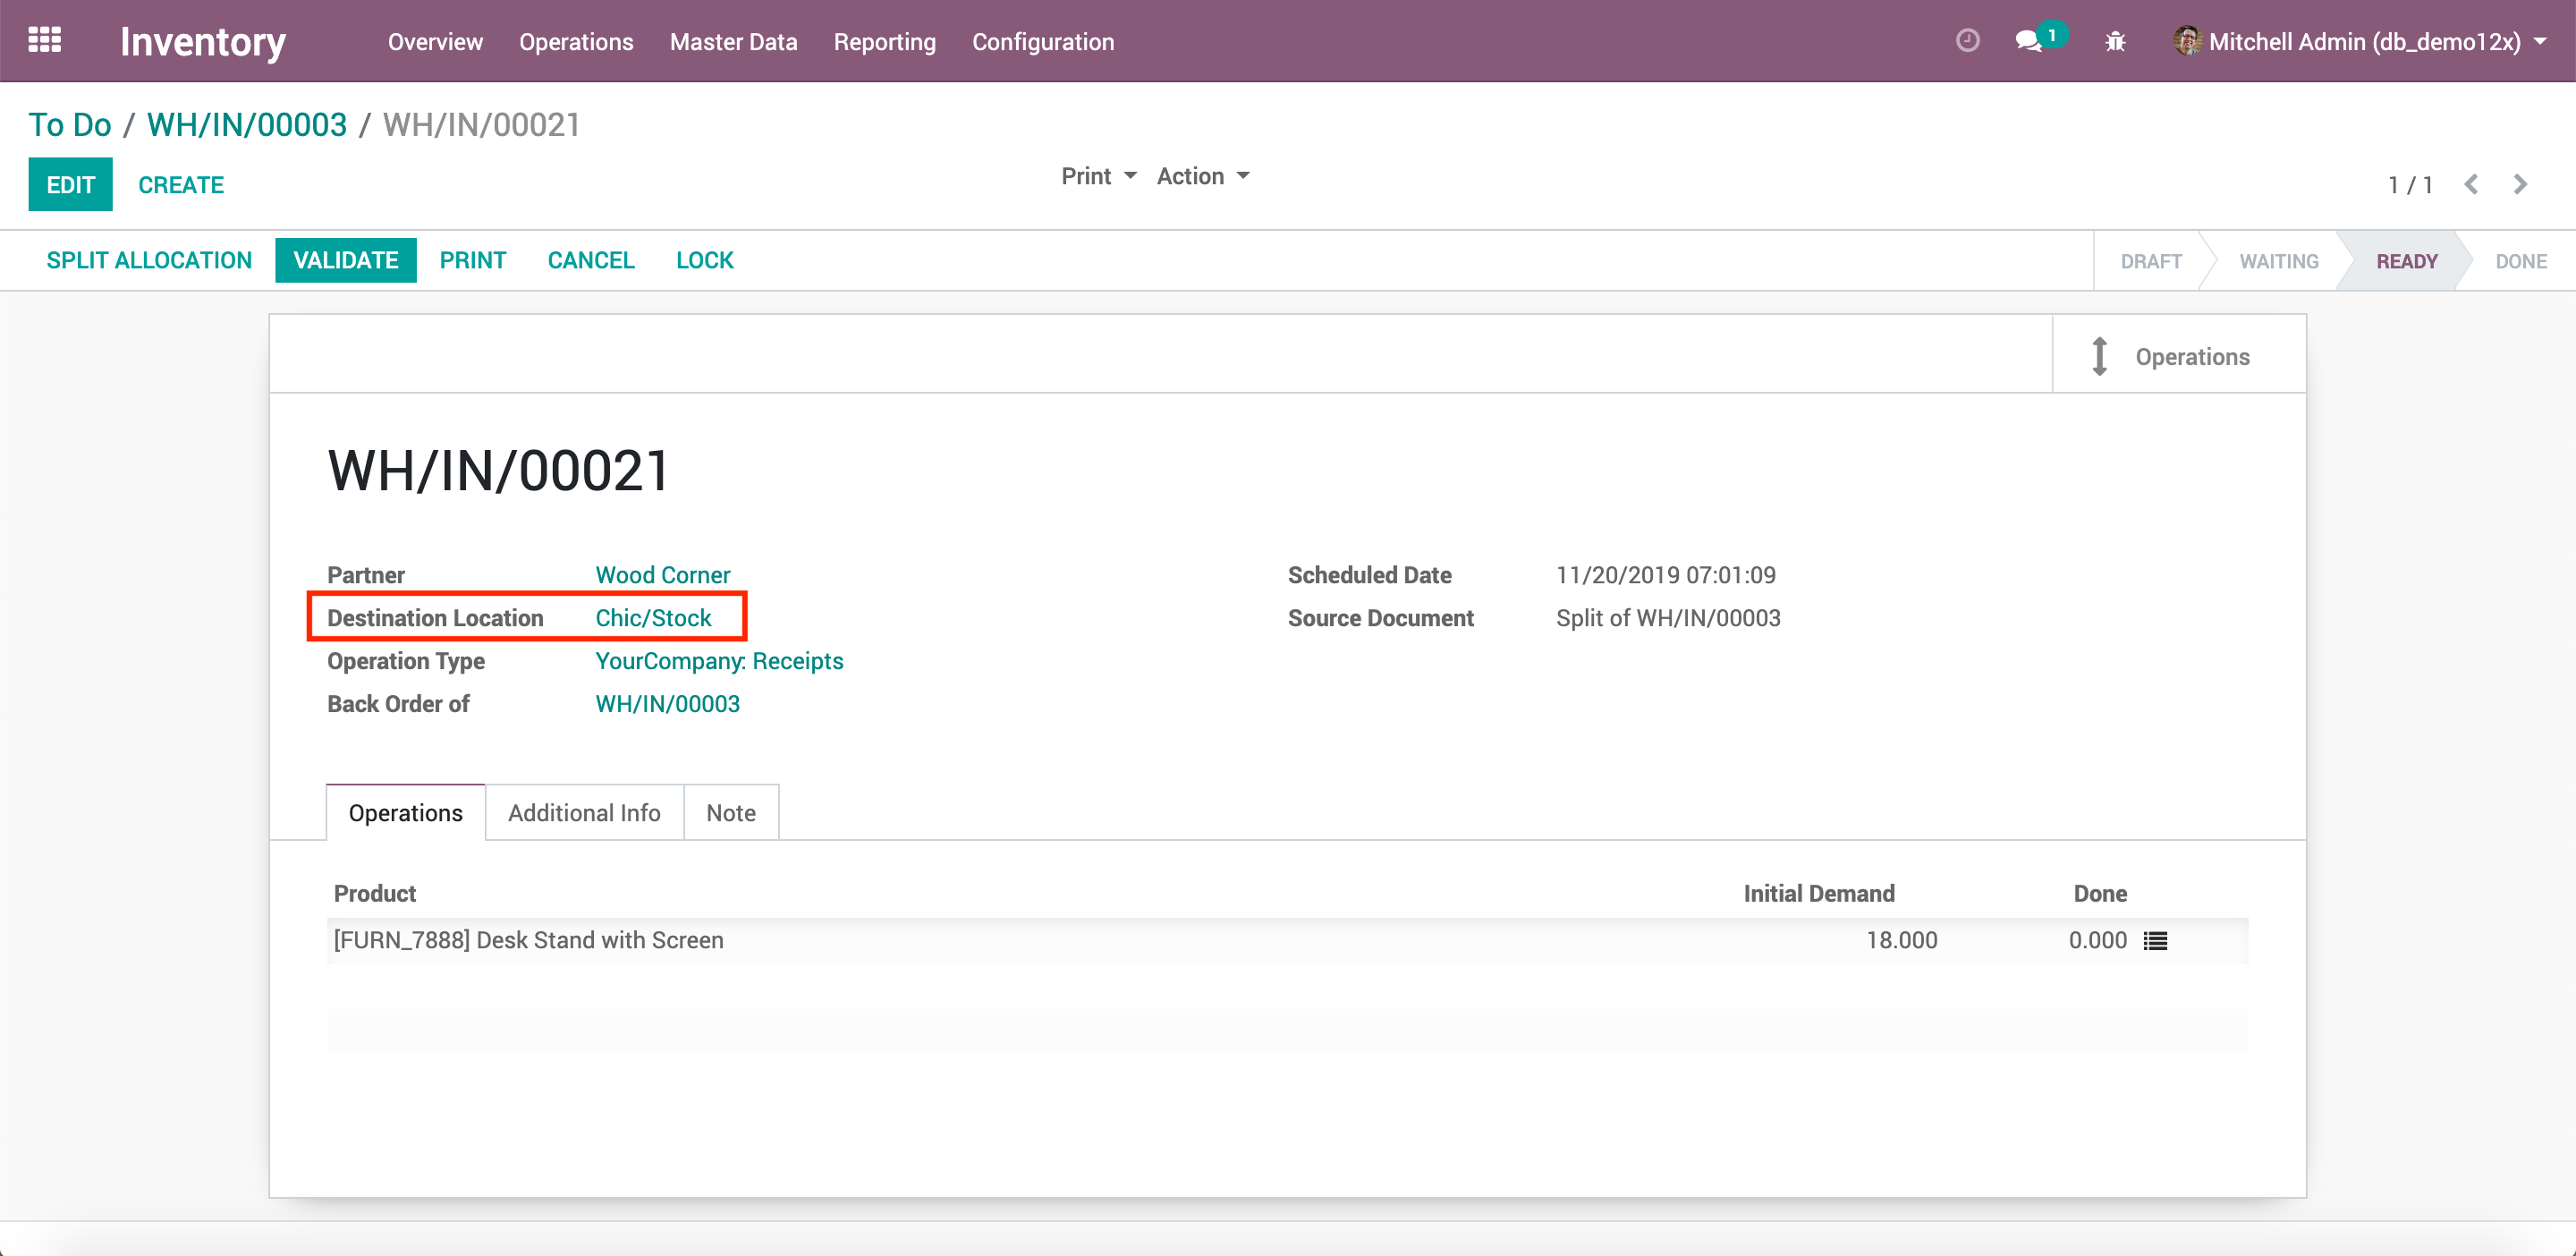 Inventory Overview Operations Master Data Reporting Configuration 1 Mitchell Admin (db_demo12x)
To Do / WH/IN/00003 / WH/IN/00021
EDIT CREATE Print Action 1 / 1
SPLIT ALLOCATION VALIDATE PRINT CANCEL LOCK DRAFT WAITING READY DONE
Operations
WH/IN/00021
Partner Wood Corner Scheduled Date 11/20/2019 07:01:09
Destination Location Chic/Stock Source Document Split of WH/IN/00003
Operation Type YourCompany: Receipts
Back Order of WH/IN/00003
Operations Additional Info Note
Product Initial Demand Done
[FURN_7888] Desk Stand with Screen 18.000 0.000